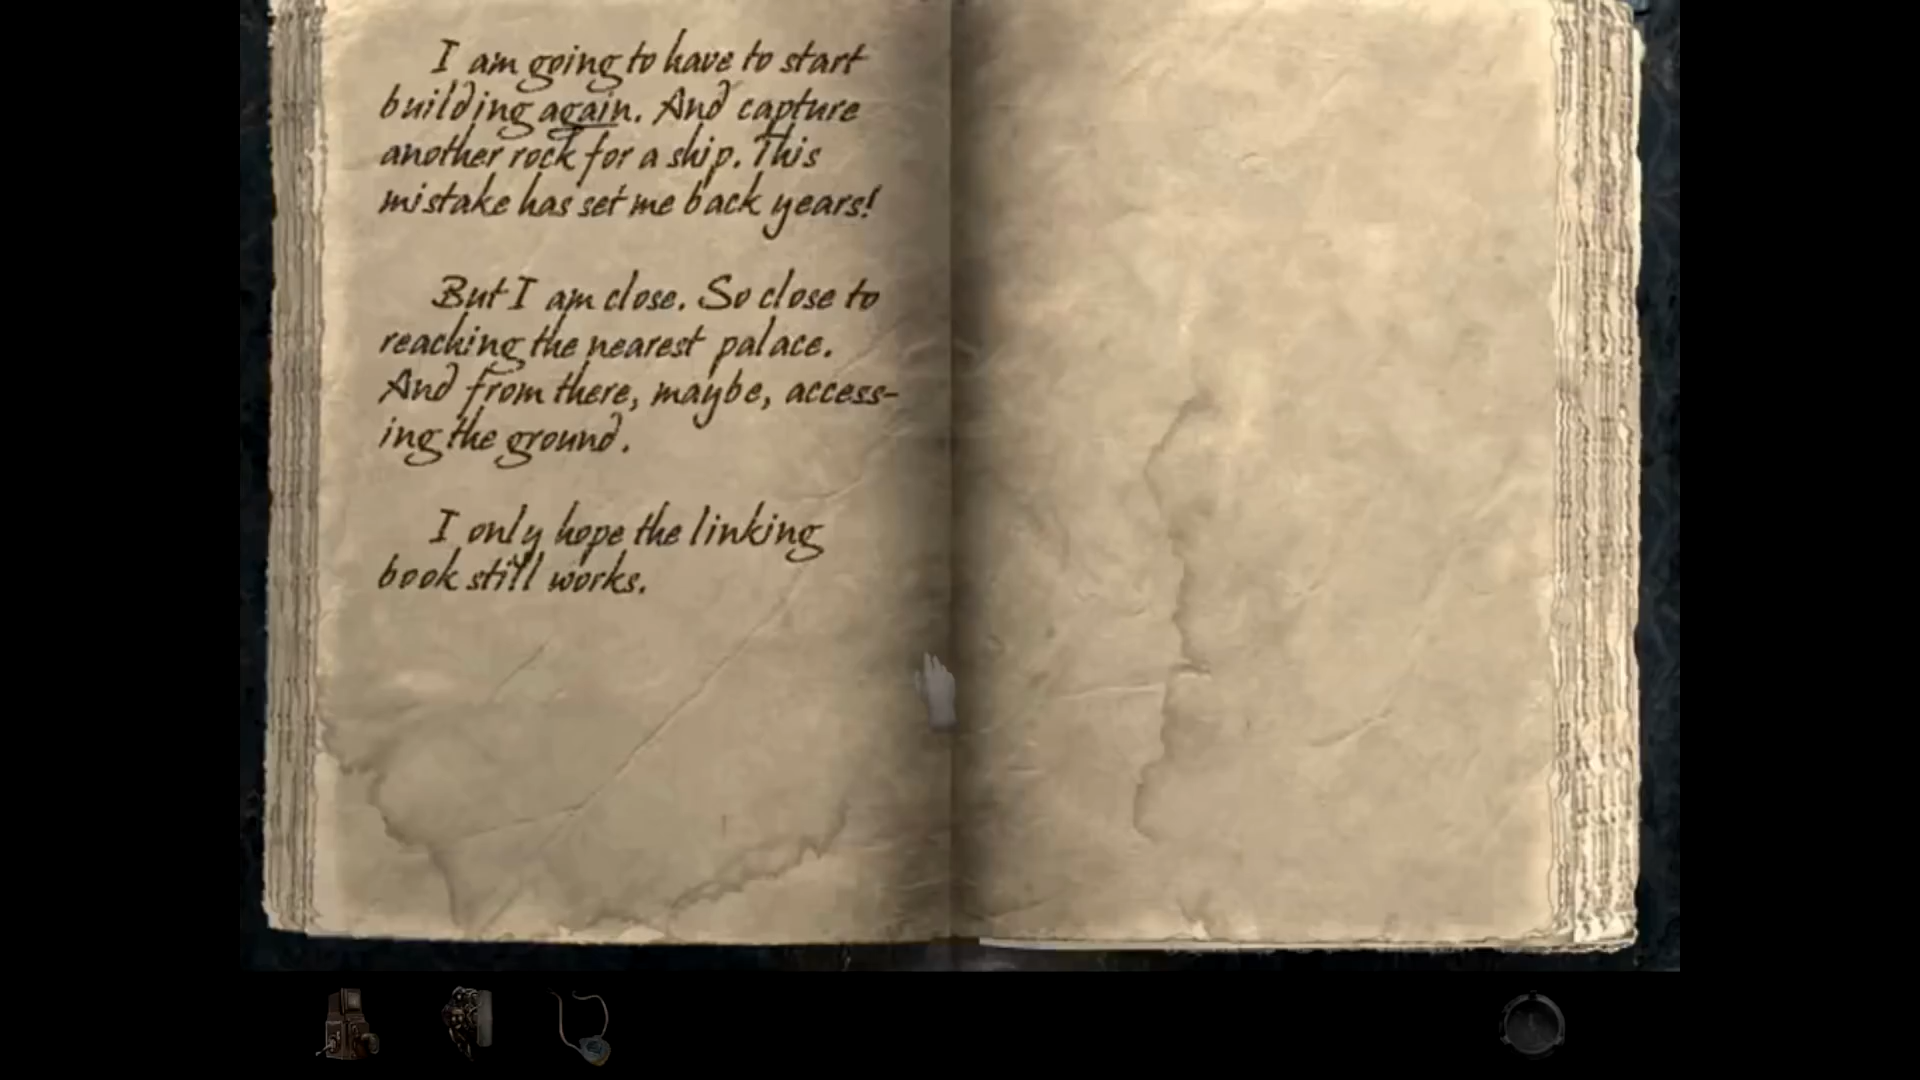 I am going to have to start
building again. And capture
another rock for a ship. This
mistake has set me back years!
But I am close. So close to
reaching the nearest palace.
And from there, maybe, access-
ing the ground.
I only hope the linking
book still works.